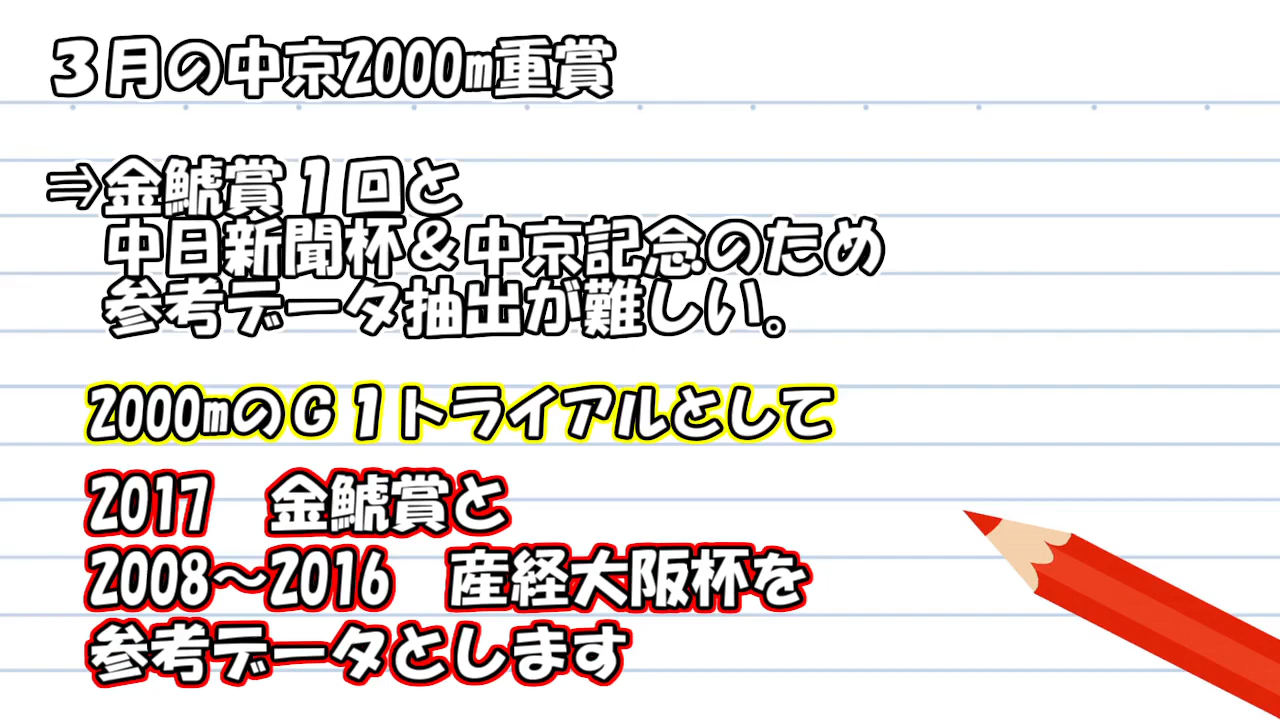 ３月の中京2000m重賞
⇒金鯱賞１回と
中日新聞杯＆中京記念のため
参考データ抽出が難しい。
2000mのＧ１トライアルとして
2017　金鯱賞と
2008～2016　産経大阪杯を
参考データとします